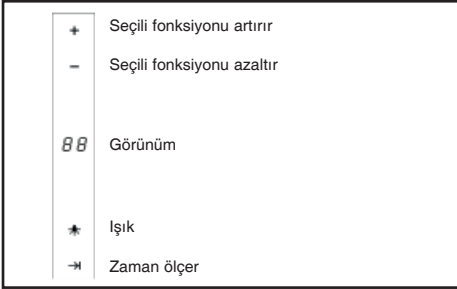 + Seçili fonksiyonu artırır
– Seçili fonksiyonu azaltır
88 Görünüm
Işık
Zaman ölçer